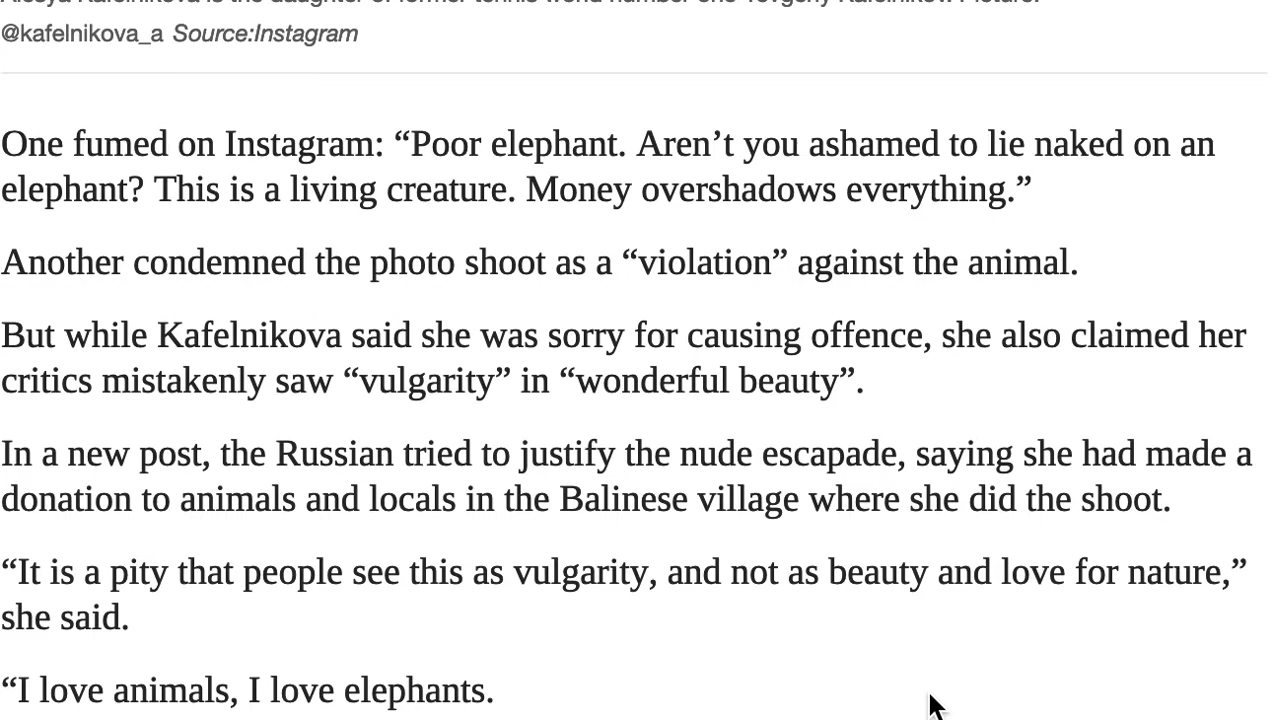 @kafelnikova_a Source:Instagram
One fumed on Instagram: “Poor elephant. Aren’t you ashamed to lie naked on an
elephant? This is a living creature. Money overshadows everything.”
Another condemned the photo shoot as a “violation” against the animal.
But while Kafelnikova said she was sorry for causing offence, she also claimed her
critics mistakenly saw “vulgarity” in “wonderful beauty”.
In a new post, the Russian tried to justify the nude escapade, saying she had made a
donation to animals and locals in the Balinese village where she did the shoot.
“It is a pity that people see this as vulgarity, and not as beauty and love for nature,”
she said.
“I love animals, I love elephants.